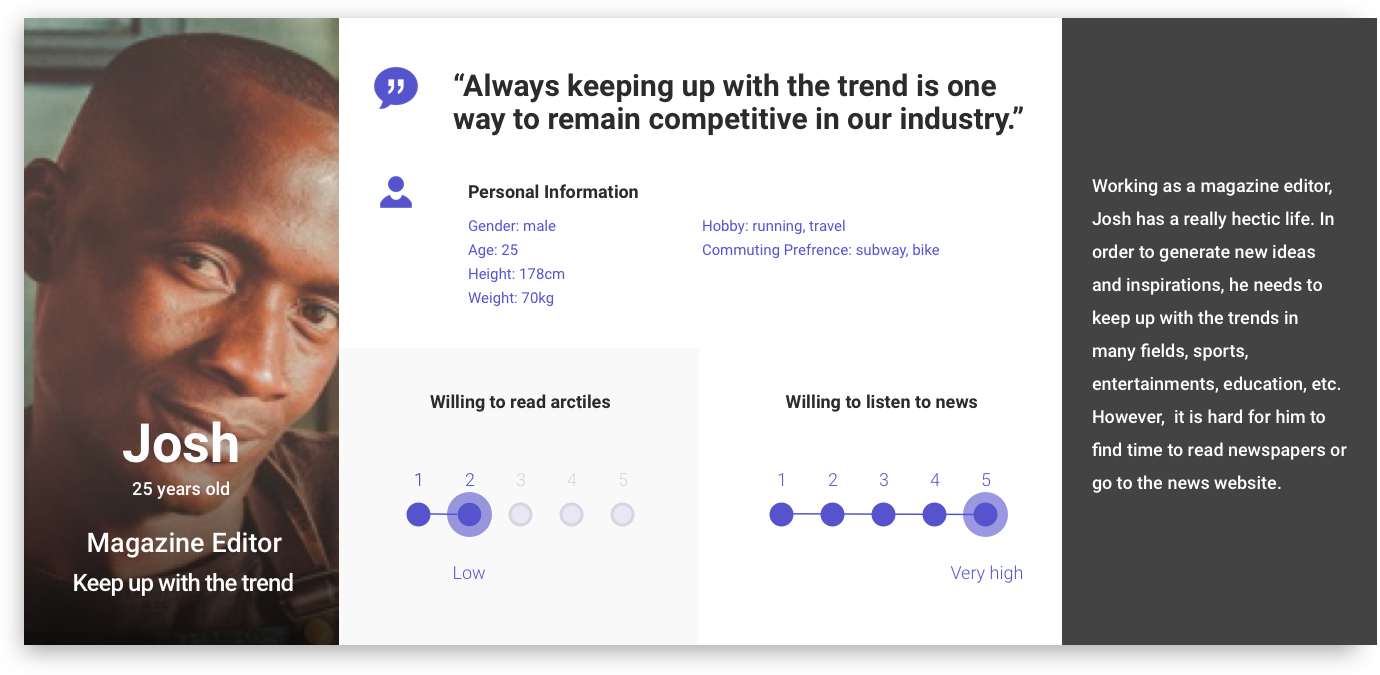 Josh
25 years old
Magazine Editor
Keep up with the trend
“Always keeping up with the trend is one
way to remain competitive in our industry.”
Personal Information
Gender: male
Age: 25
Height: 178cm
Weight: 70kg
Hobby: running, travel
Commuting Prefrence: subway, bike
Willing to read arctiles
1 2 3 4 5
Low
Willing to listen to news
1 2 3 4 5
Very high
Working as a magazine editor,
Josh has a really hectic life. In
order to generate new ideas
and inspirations, he needs to
keep up with the trends in
many fields, sports,
entertainments, education, etc.
However,  it is hard for him to
find time to read newspapers or
go to the news website.